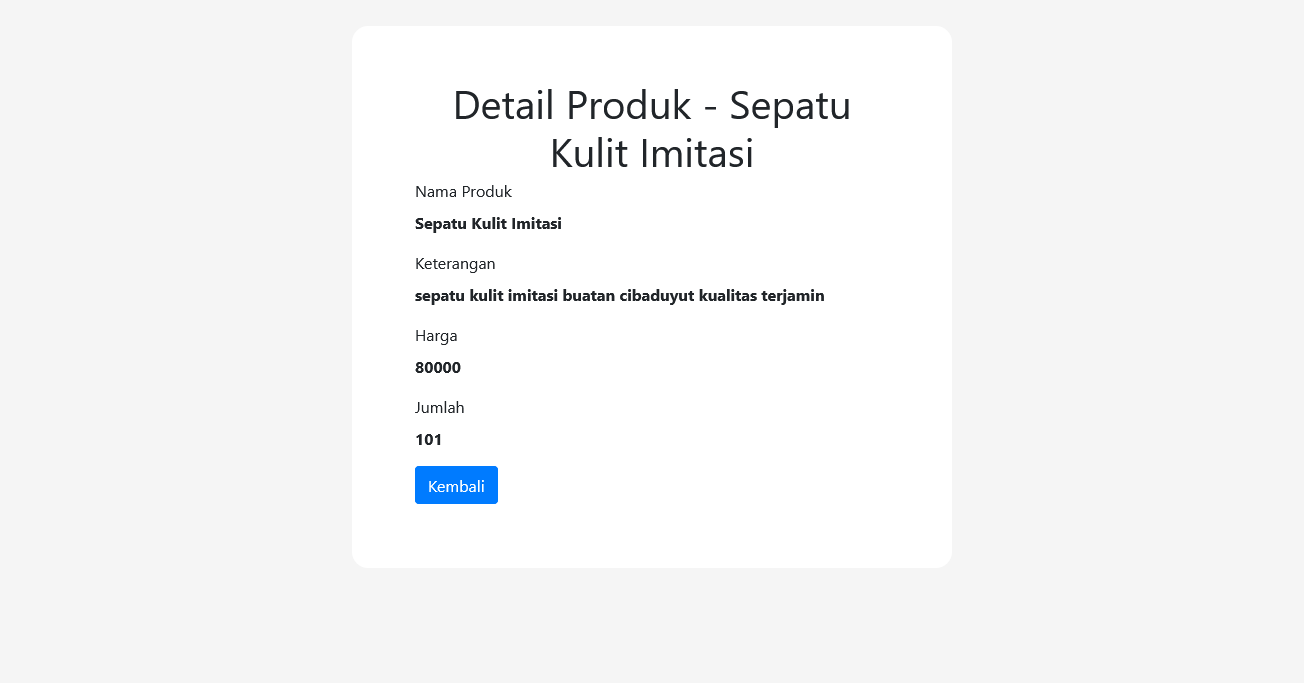 Detail Produk - Sepatu
Kulit Imitasi
Nama Produk
Sepatu Kulit Imitasi
Keterangan
sepatu kulit imitasi buatan cibaduyut kualitas terjamin
Harga
80000
Jumlah
101
Kembali